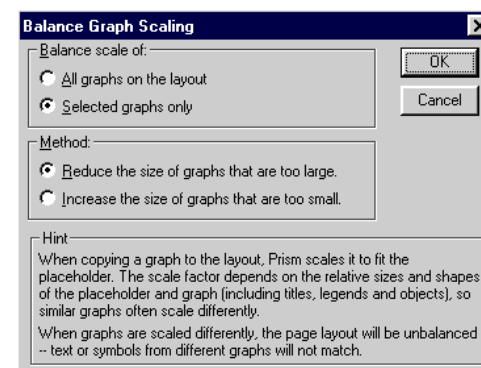 Balance Graph Scaling
Balance scale of:
All graphs on the layout
Selected graphs only
OK
Cancel
Method:
Reduce the size of graphs that are too large.
Increase the size of graphs that are too small.
Hint
When copying a graph to the layout, Prism scales it to fit the
placeholder. The scale factor depends on the relative sizes and shapes
of the placeholder and graph (including titles, legends and objects), so
similar graphs often scale differently.
When graphs are scaled differently, the page layout will be unbalanced
-- text or symbols from different graphs will not match.